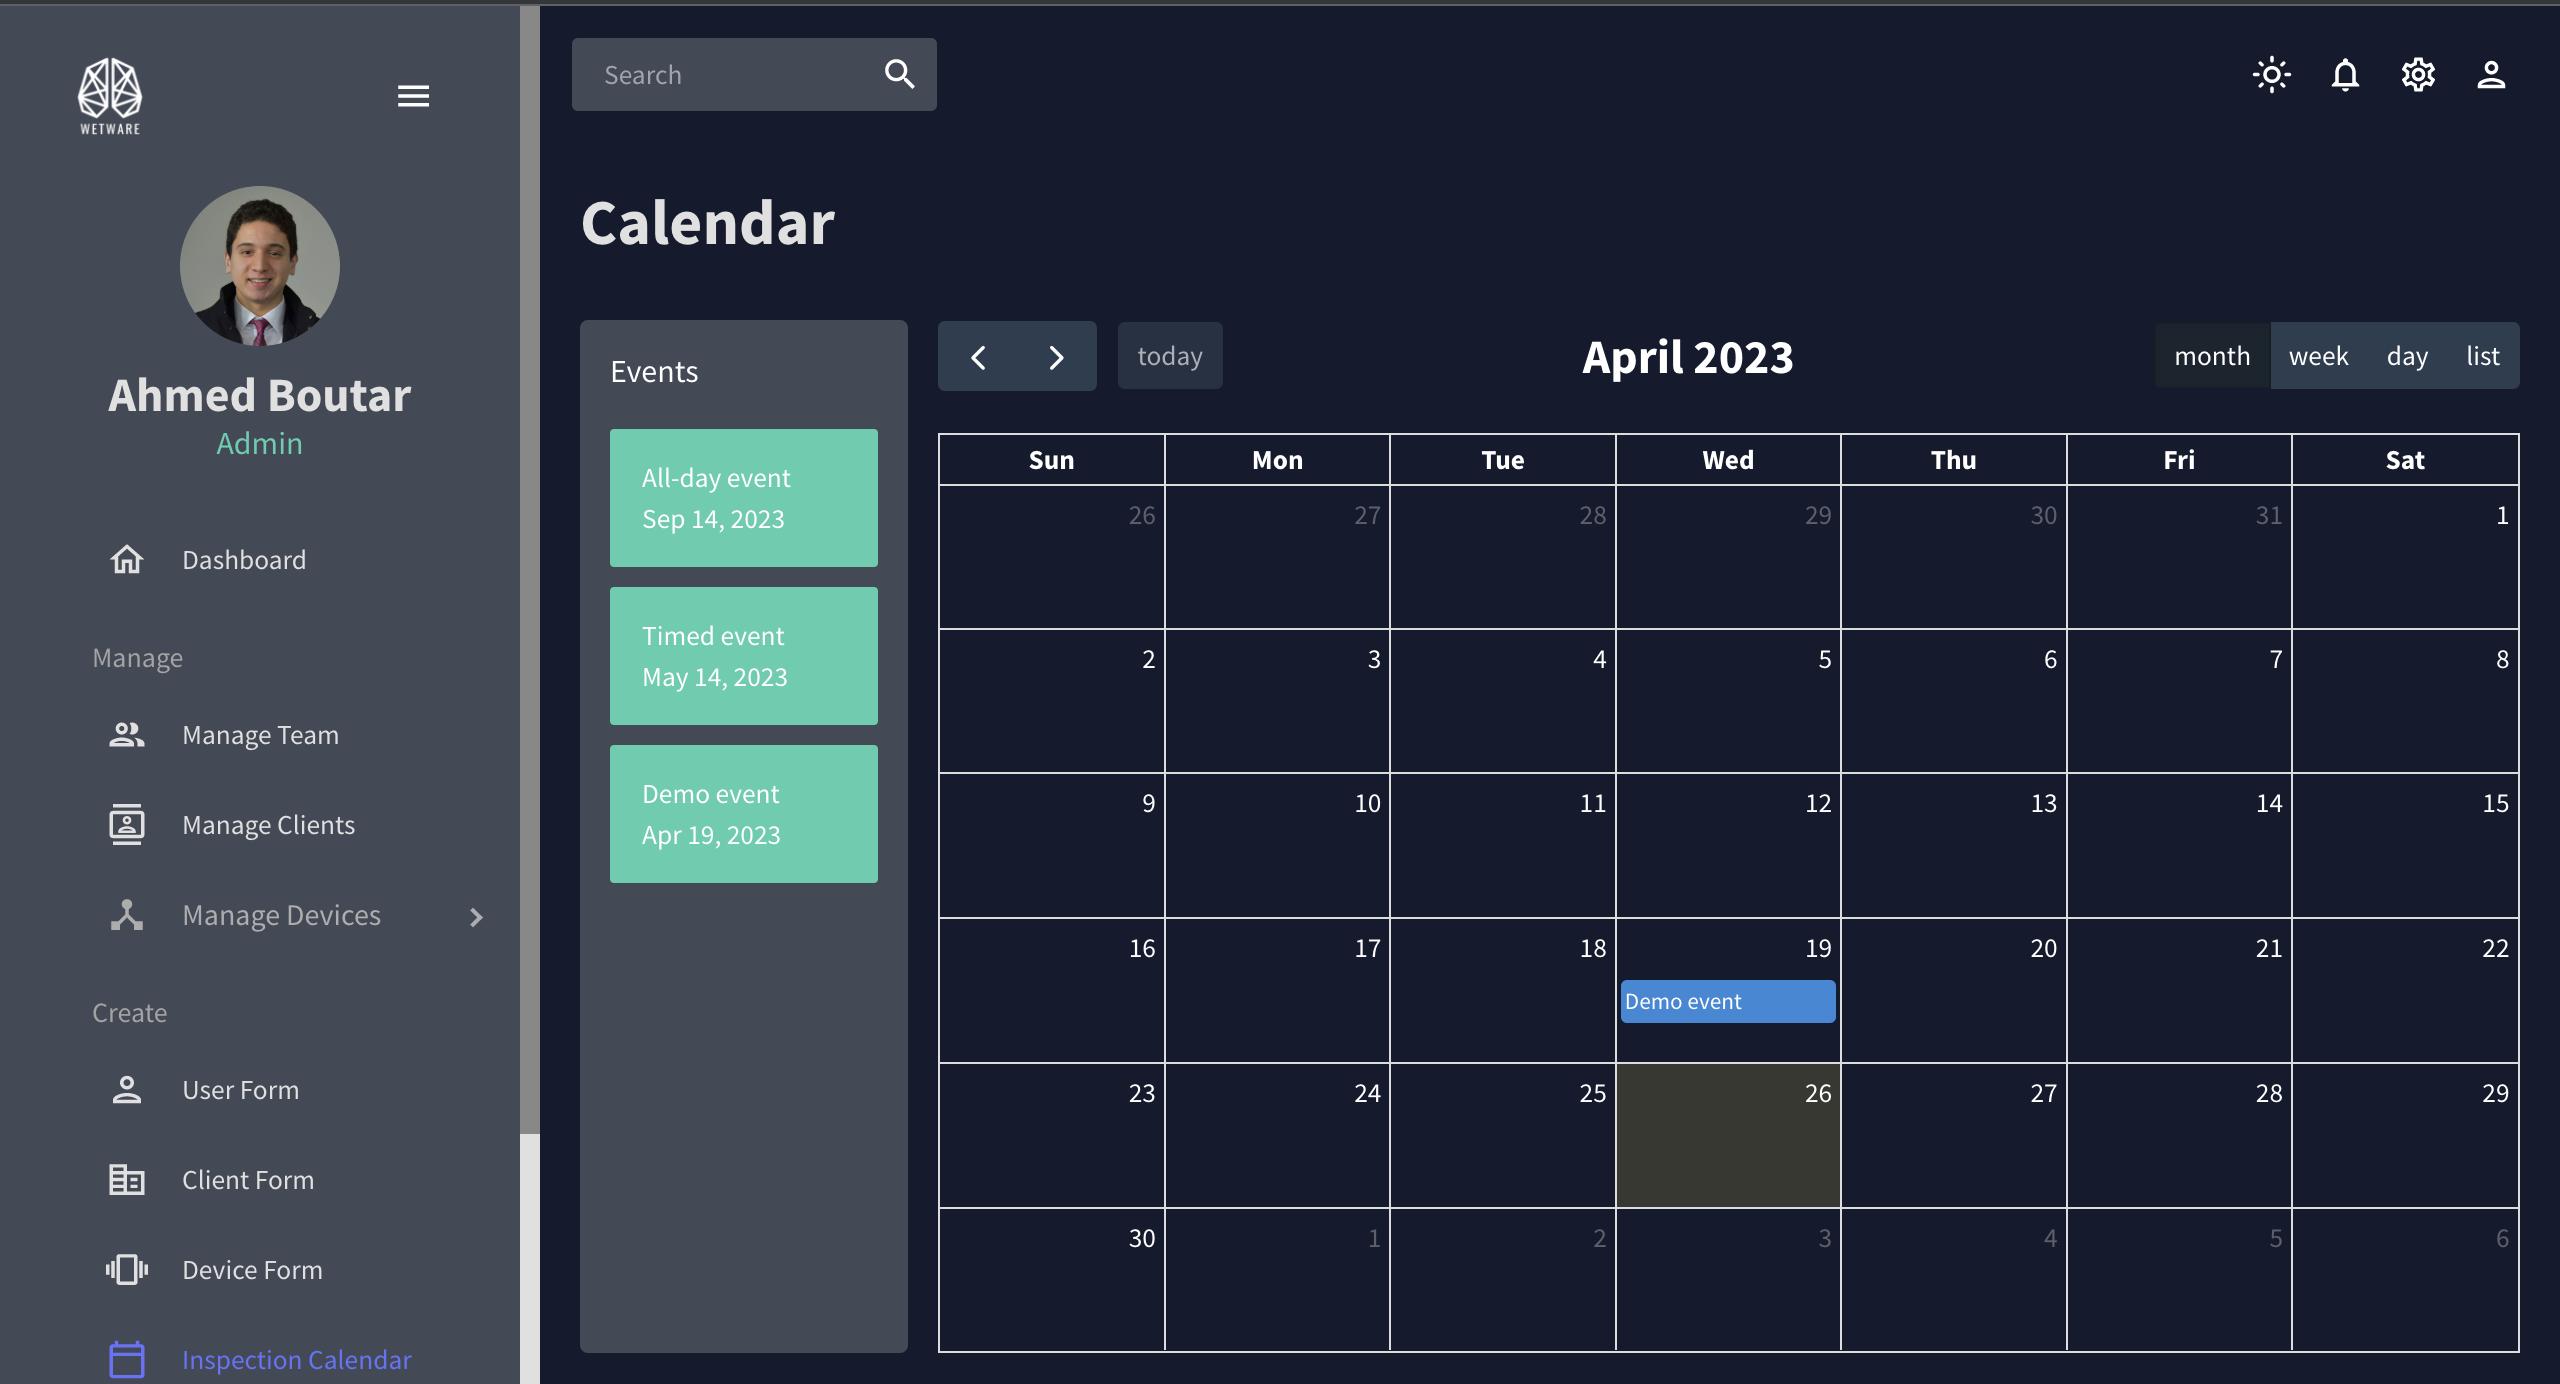 WETWARE
Ahmed Boutar
Admin
Dashboard
Manage
Manage Team
Manage Clients
Manage Devices
Create
User Form
Client Form
Device Form
Inspection Calendar
Search
Calendar
Events
All-day event
Sep 14, 2023
Timed event
May 14, 2023
Demo event
Apr 19, 2023
today
April 2023
month week day list
Sun Mon Tue Wed Thu Fri Sat
26 27 28 29 30 31 1
2 3 4 5 6 7 8
9 10 11 12 13 14 15
16 17 18 19 20 21 22
Demo event
23 24 25 26 27 28 29
30 1 2 3 4 5 6